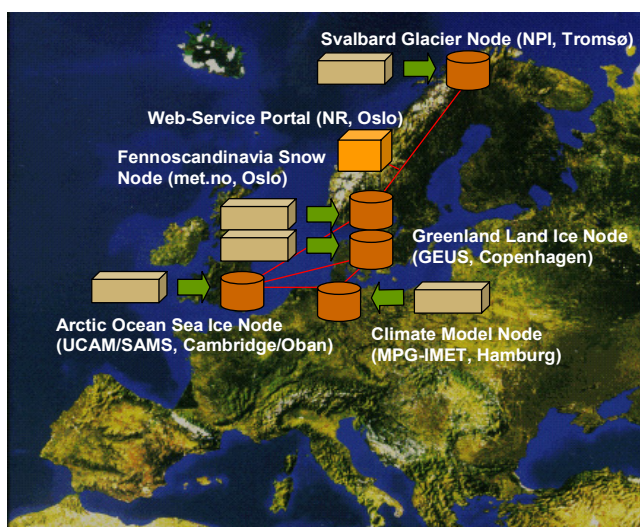 Svalbard Glacier Node (NPI, Tromsø)
Web-Service Portal (NR, Oslo)
Fennoscandinavia Snow
Node (met.no, Oslo)
Greenland Land Ice Node
(GEUS, Copenhagen)
Arctic Ocean Sea Ice Node
(UCAM/SAMS, Cambridge/Oban)
Climate Model Node
(MPG-IMET, Hamburg)